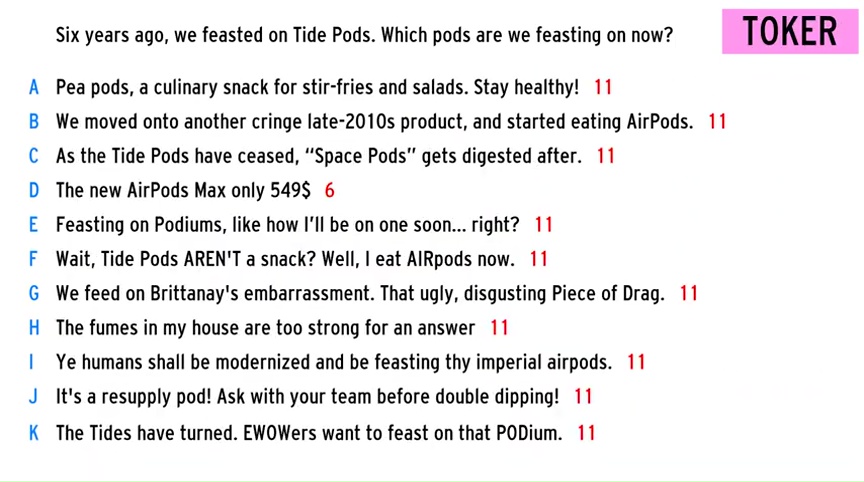 Six years ago, we feasted on Tide Pods. Which pods are we feasting on now?
TOKER
A Pea pods, a culinary snack for stir-fries and salads. Stay healthy! 11
B We moved onto another cringe late-2010s product, and started eating AirPods. 11
C As the Tide Pods have ceased, “Space Pods” gets digested after. 11
D The new AirPods Max only 549$ 6
E Feasting on Podiums, like how I’ll be on one soon... right? 11
F Wait, Tide Pods AREN'T a snack? Well, I eat AIRpods now. 11
G We feed on Brittanay's embarrassment. That ugly, disgusting Piece of Drag. 11
H The fumes in my house are too strong for an answer 11
I Ye humans shall be modernized and be feasting thy imperial airpods. 11
J It's a resupply pod! Ask with your team before double dipping! 11
K The Tides have turned. EWOWers want to feast on that PODium. 11